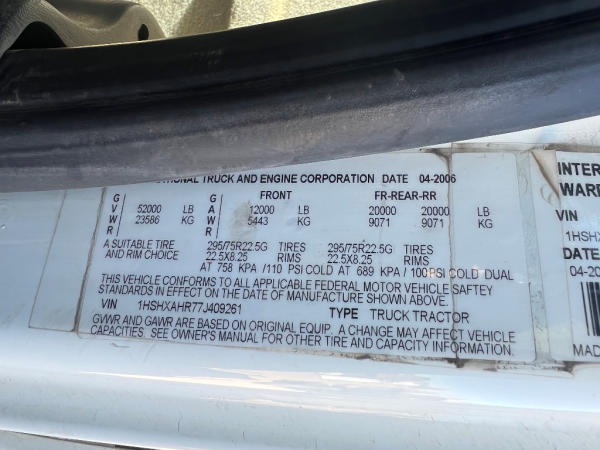 TRUCK AND ENGINE CORPORATION DATE 04-2006
G V W R 52000 LB 23586 KG
G A W R FRONT 12000 LB 5443 KG
FR-REAR-RR 20000 20000 LB 9071 9071 KG
A SUITABLE TIRE 295/75R22.5G TIRES 295/75R22.5G TIRES
AND RIM CHOICE 22.5X8.25 RIMS 22.5X8.25 RIMS
AT 758 KPA /110 PSI COLD AT 689 KPA / 100PSI COLD DUAL
THIS VEHICLE CONFORMS TO ALL APPLICABLE FEDERAL MOTOR VEHICLE SAFTEY
STANDARDS IN EFFECT ON THE DATE OF MANUFACTURE SHOWN ABOVE.
VIN 1HSHXAHR77J409261 TYPE TRUCK TRACTOR
GVWR AND GAWR ARE BASED ON ORIGINAL EQUIP. A CHANGE MAY AFFECT VEHICLE
CAPACITIES. SEE OWNER'S MANUAL FOR OTHER TIRE AND CAPACITY INFORMATION.
INTER
WARR
VIN
1HSHX
DATE
04-20
MAD